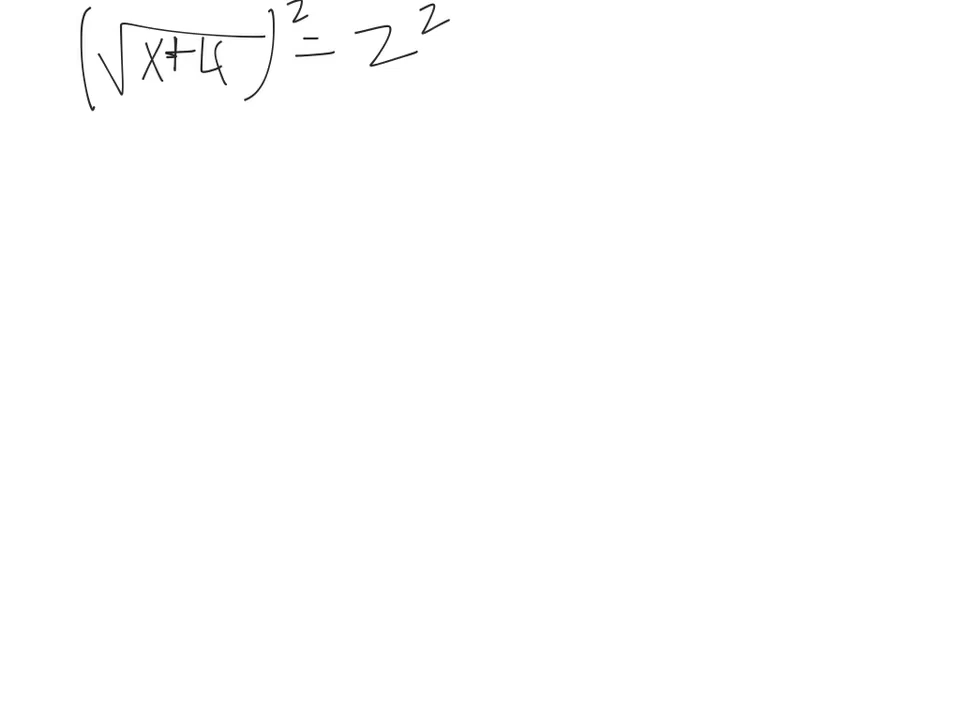 (√x+4)² = 2²